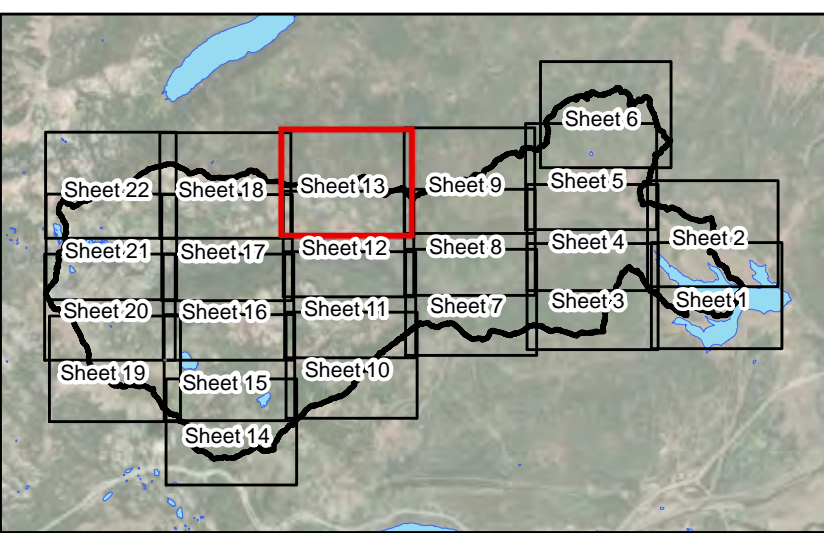 Sheet 6
Sheet 5
Sheet 22
Sheet 18
Sheet 13
Sheet 9
Sheet 2
Sheet 21
Sheet 17
Sheet 12
Sheet 8
Sheet 4
Sheet 20
Sheet 16
Sheet 11
Sheet 7
Sheet 3
Sheet 1
Sheet 19
Sheet 15
Sheet 10
Sheet 14